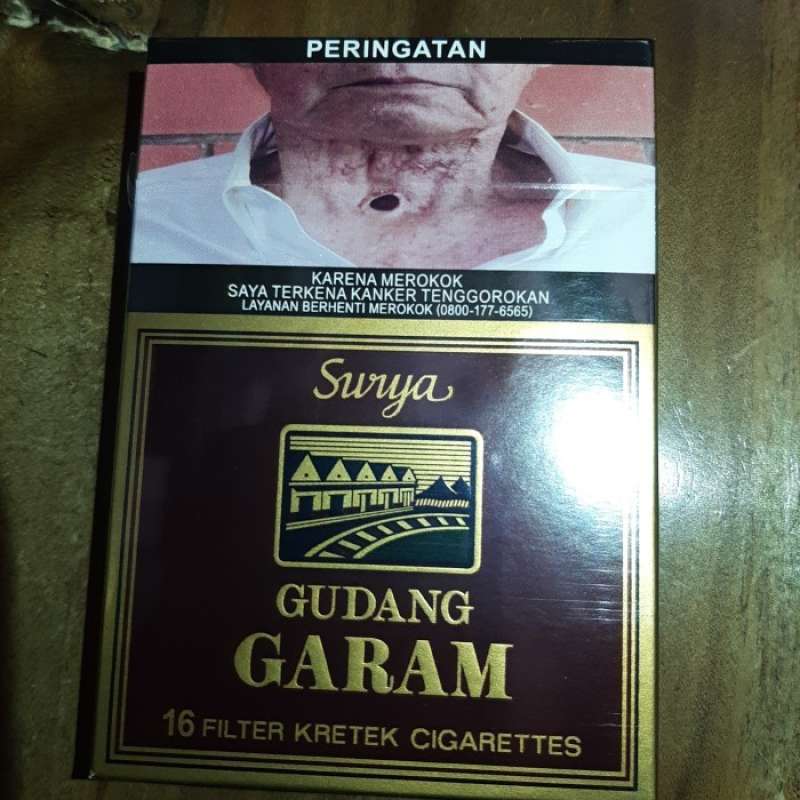 PERINGATAN
KARENA MEROKOK
SAYA TERKENA KANKER TENGGOROKAN
LAYANAN BERHENTI MEROKOK (0800-177-6565)
Surya
GUDANG
GARAM
16 FILTER KRETEK CIGARETTES